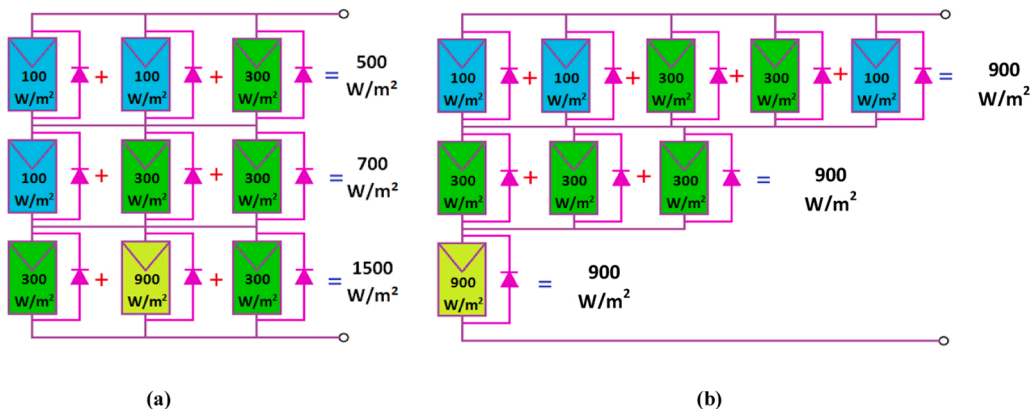 100 W/m² + 100 W/m² + 300 W/m² = 500 W/m²
100 W/m² + 300 W/m² + 300 W/m² = 700 W/m²
300 W/m² + 900 W/m² + 300 W/m² = 1500 W/m²
(a)
100 W/m² + 100 W/m² + 300 W/m² + 300 W/m² + 100 W/m² = 900 W/m²
300 W/m² + 300 W/m² + 300 W/m² = 900 W/m²
900 W/m² = 900 W/m²
(b)